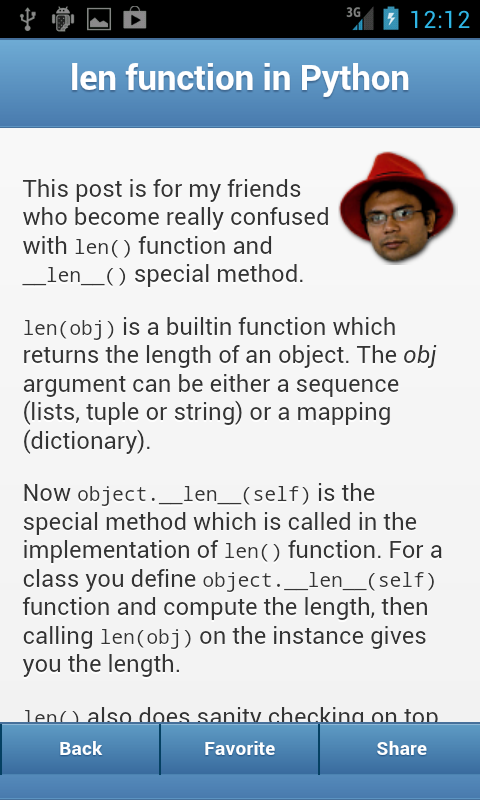 3G 12:12
len function in Python
This post is for my friends
who become really confused
with len() function and
__len__() special method.
len(obj) is a builtin function which
returns the length of an object. The obj
argument can be either a sequence
(lists, tuple or string) or a mapping
(dictionary).
Now object.__len__(self) is the
special method which is called in the
implementation of len() function. For a
class you define object.__len__(self)
function and compute the length, then
calling len(obj) on the instance gives
you the length.
len() also does sanity checking on top
Back Favorite Share